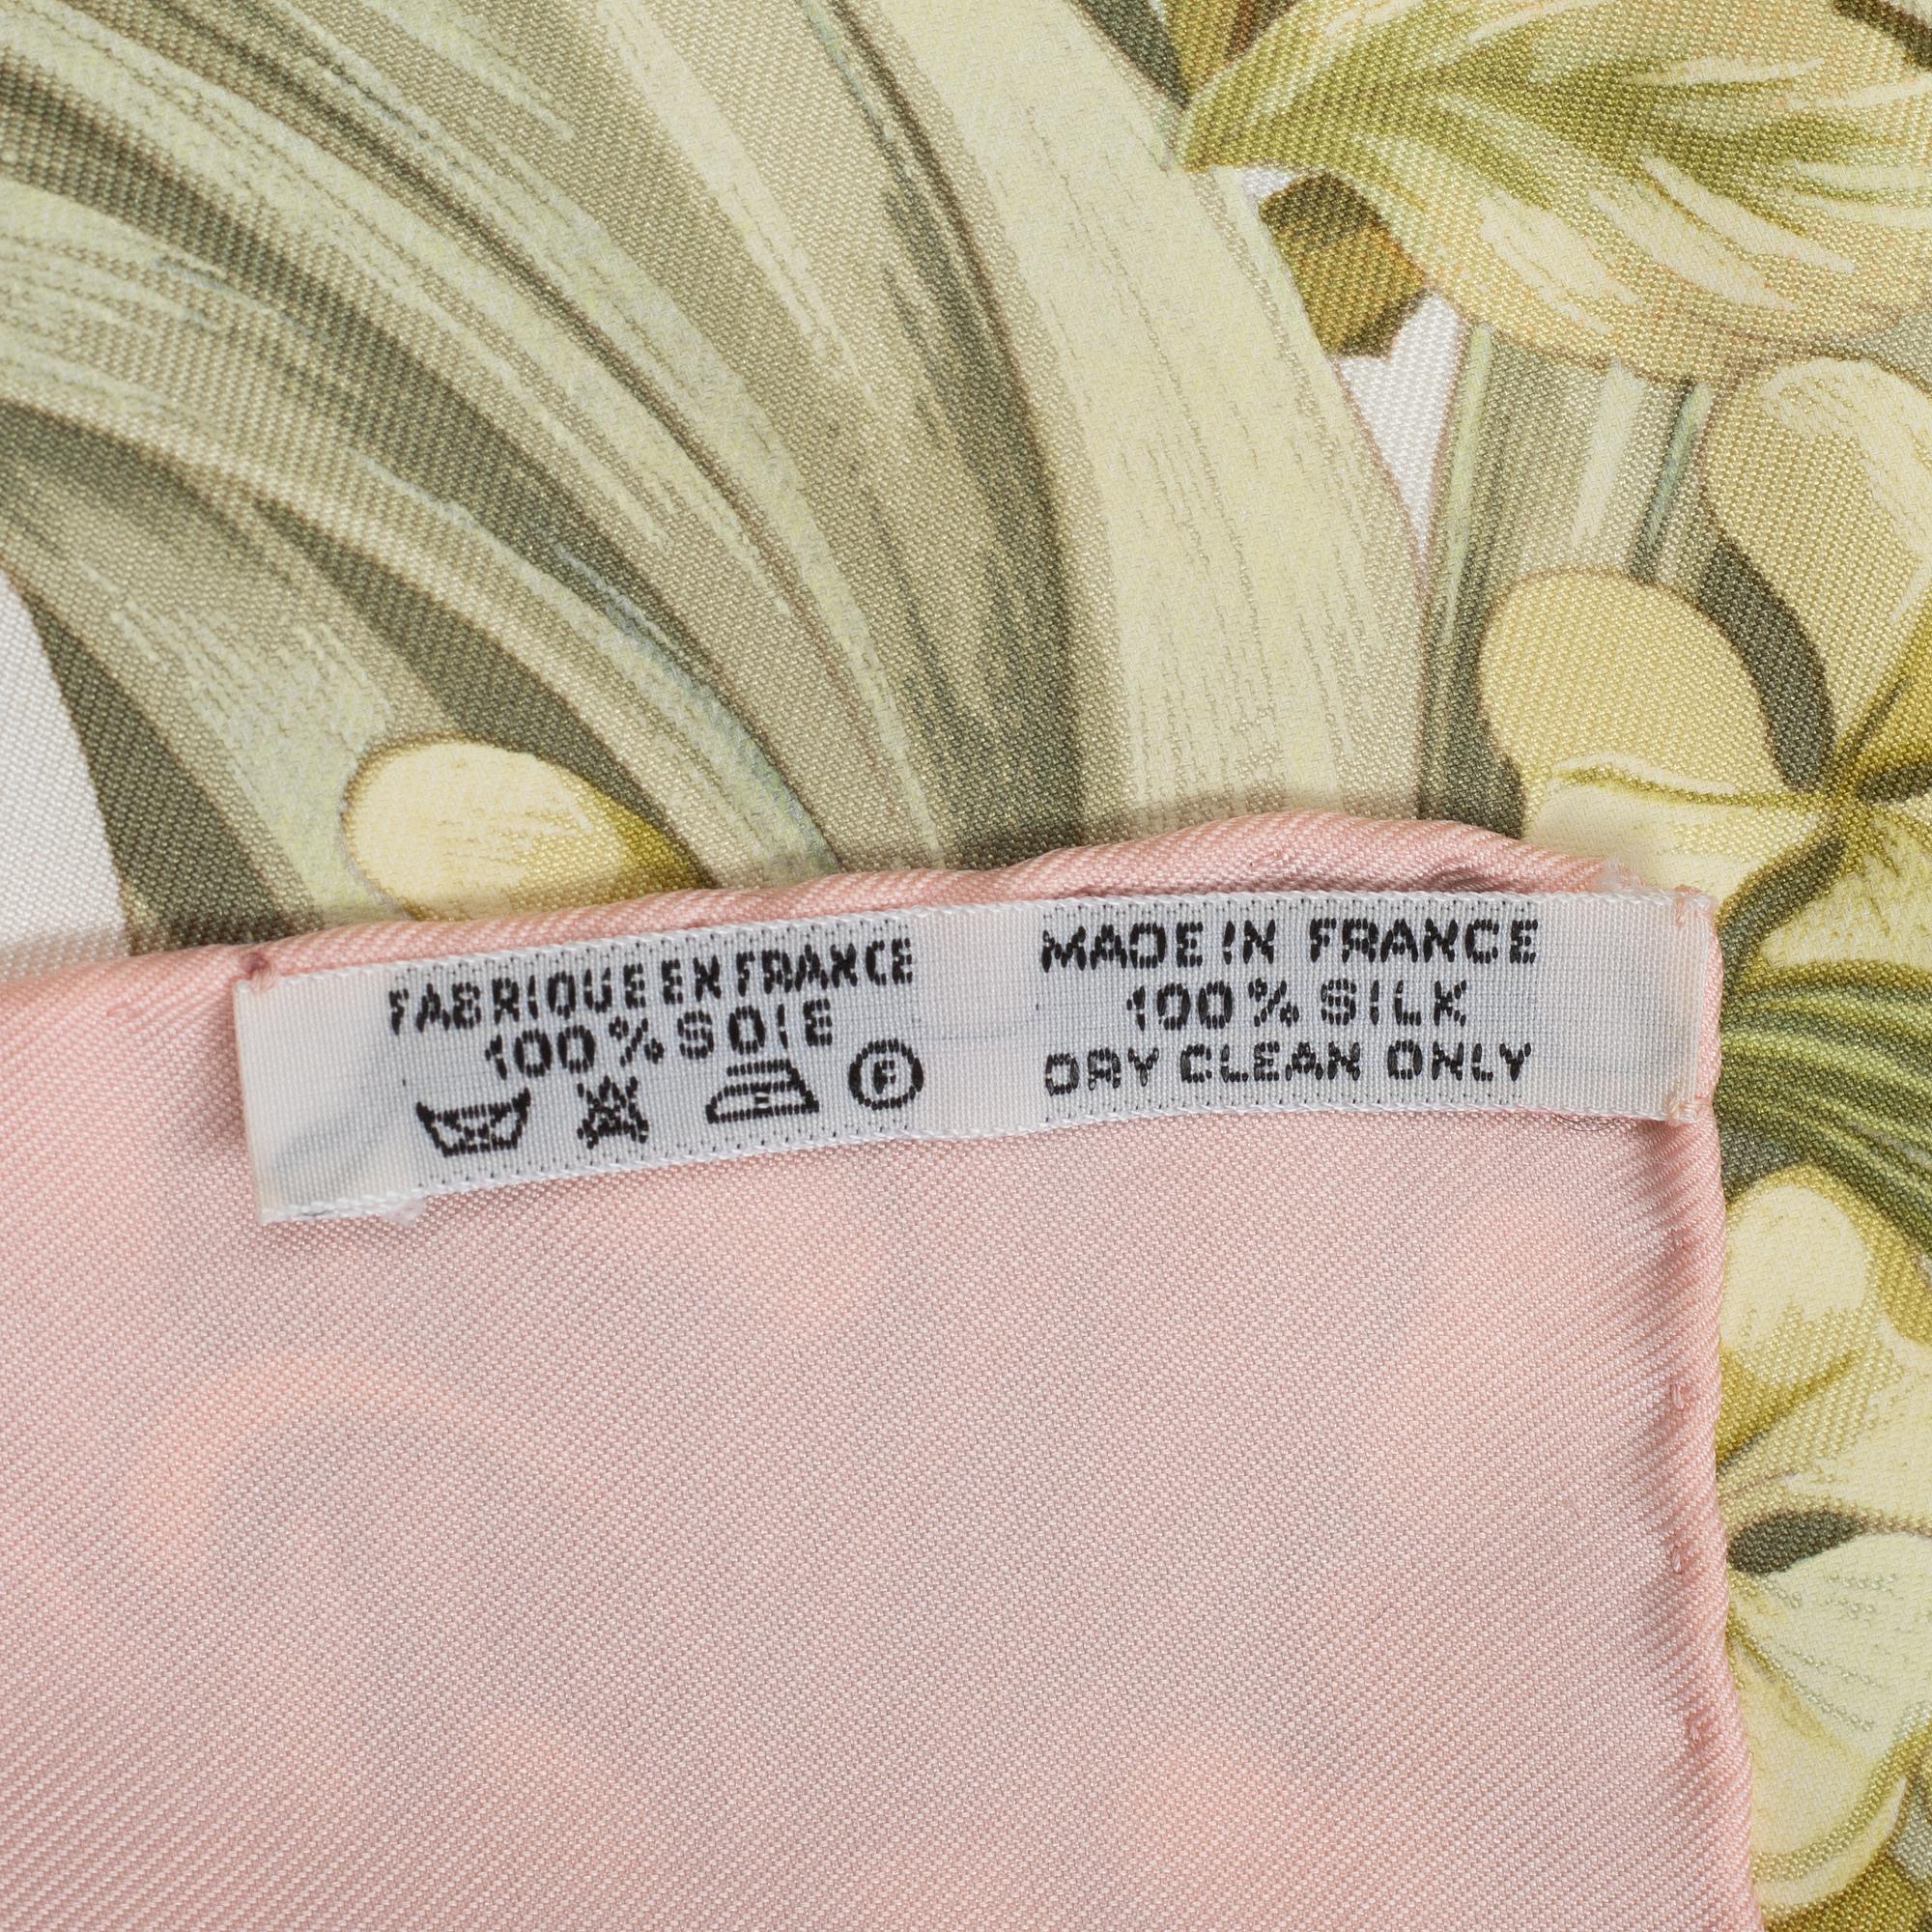 FABRIQUE EN FRANCE
100% SOIE
F
MADE IN FRANCE
100% SILK
DRY CLEAN ONLY